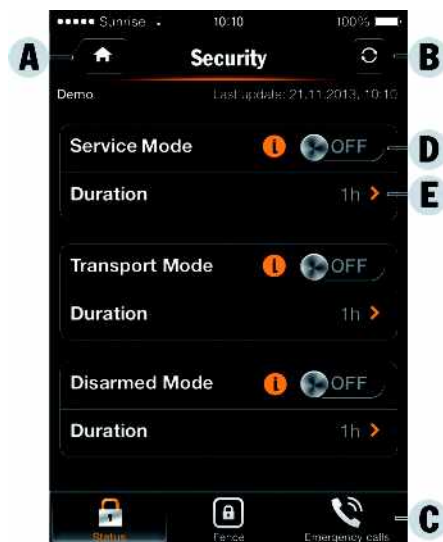 Sunrise 10:10 100%
A Security B
Demo Last update: 21.11.2013, 10:10
Service Mode i OFF D
Duration 1h > E
Transport Mode i OFF
Duration 1h >
Disarmed Mode i OFF
Duration 1h >
Status Fence Emergency calls C